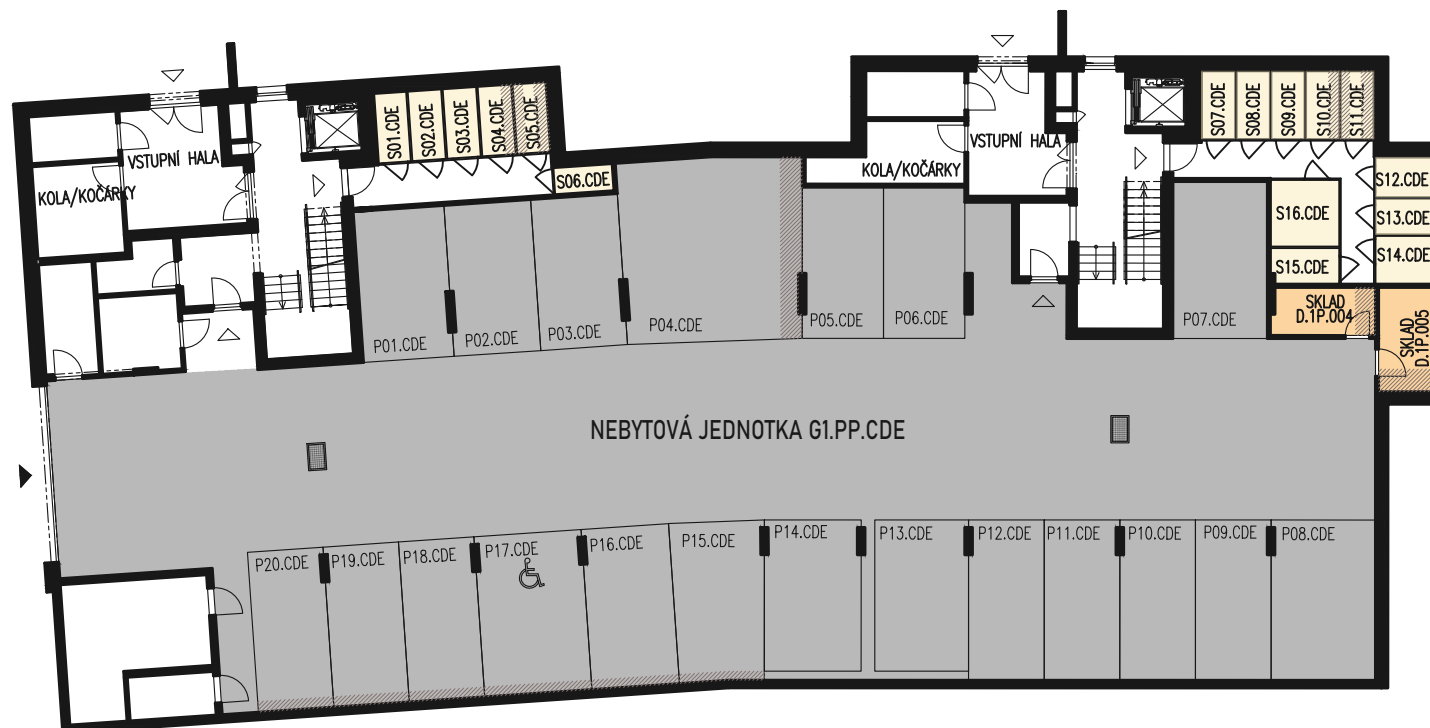 S01.CDE
S02.CDE
S03.CDE
S04.CDE
S05.CDE
S06.CDE
VSTUPNÍ HALA
KOLA/KOČÁRKY
VSTUPNÍ HALA
KOLA/KOČÁRKY
S07.CDE
S08.CDE
S09.CDE
S10.CDE
S11.CDE
S12.CDE
S13.CDE
S14.CDE
S16.CDE
S15.CDE
SKLAD
D.1P.004
SKLAD
D.1P.005
P01.CDE
P02.CDE
P03.CDE
P04.CDE
P05.CDE
P06.CDE
P07.CDE
NEBYTOVÁ JEDNOTKA G1.PP.CDE
P20.CDE
P19.CDE
P18.CDE
P17.CDE
P16.CDE
P15.CDE
P14.CDE
P13.CDE
P12.CDE
P11.CDE
P10.CDE
P09.CDE
P08.CDE